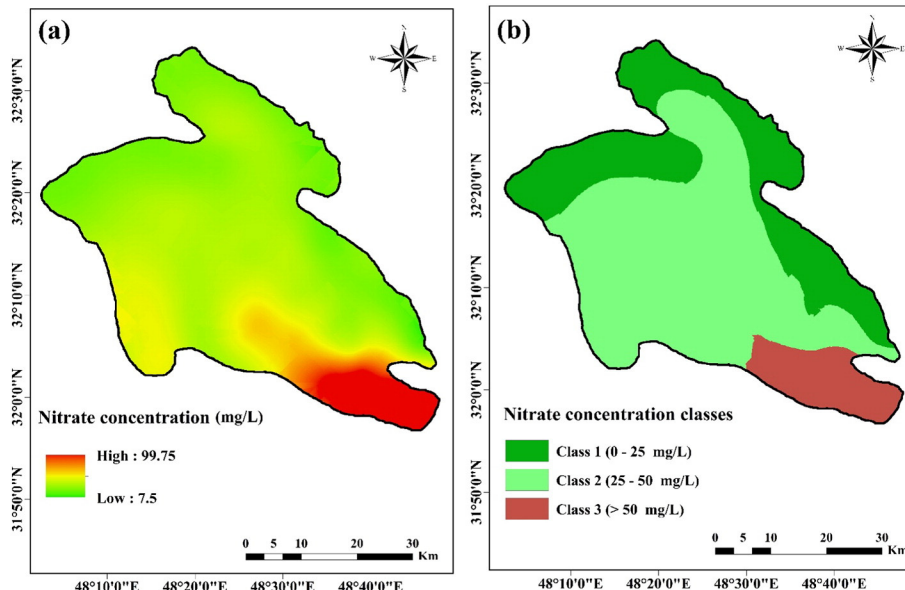 (a)
N
W E
S
32°30'0"N
32°20'0"N
32°10'0"N
32°0'0"N
31°50'0"N
Nitrate concentration (mg/L)
High : 99.75
Low : 7.5
0 5 10 20 30
Km
48°10'0"E 48°20'0"E 48°30'0"E 48°40'0"E
(b)
N
W E
S
32°30'0"N
32°20'0"N
32°10'0"N
32°0'0"N
31°50'0"N
Nitrate concentration classes
Class 1 (0 - 25 mg/L)
Class 2 (25 - 50 mg/L)
Class 3 (> 50 mg/L)
0 5 10 20 30
Km
48°10'0"E 48°20'0"E 48°30'0"E 48°40'0"E